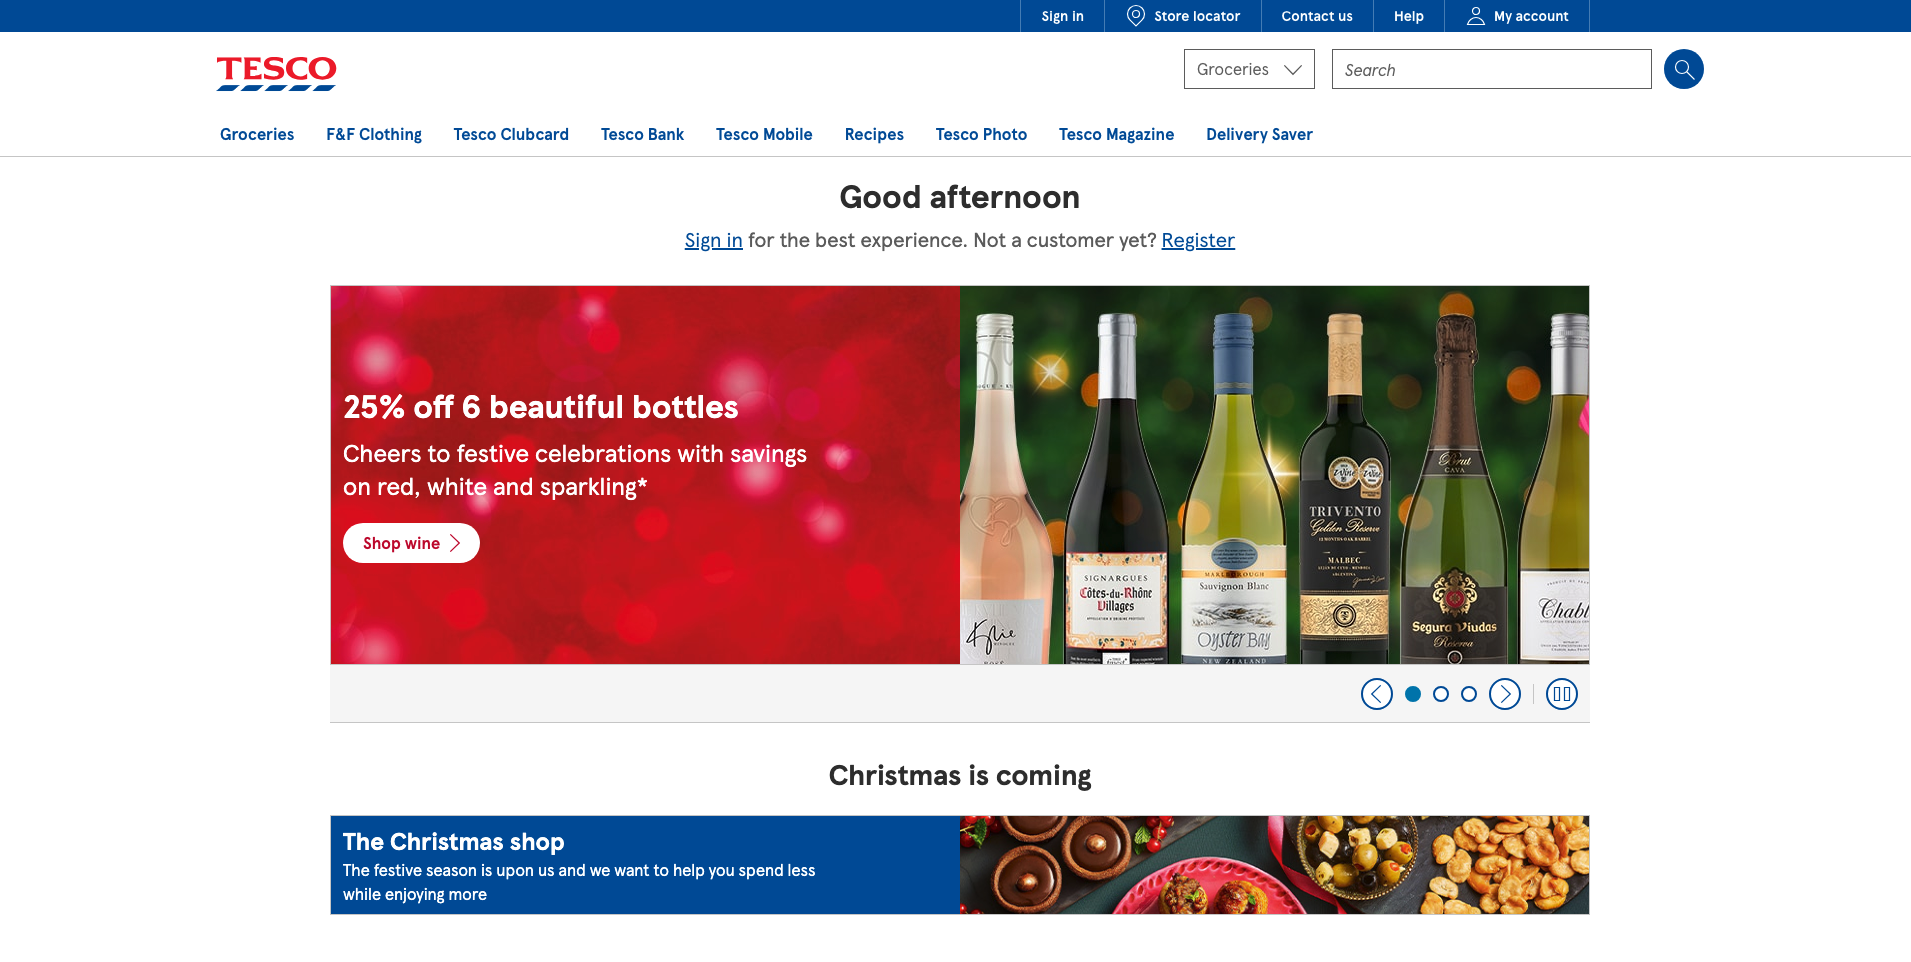 Sign in
Store locator
Contact us
Help
My account
TESCO
Groceries
Search
Groceries
F&F Clothing
Tesco Clubcard
Tesco Bank
Tesco Mobile
Recipes
Tesco Photo
Tesco Magazine
Delivery Saver
Good afternoon
Sign in for the best experience. Not a customer yet? Register
25% off 6 beautiful bottles
Cheers to festive celebrations with savings
on red, white and sparkling*
Shop wine
Kylie
SIGNARGUES
Côtes-du-Rhône
Villages
MARLBOROUGH
Sauvignon Blanc
Oyster Bay
NEW ZEALAND
TRIVENTO
Golden Reserve
MALBEC
ARGENTINA
Brut
CAVA
Segura Viudas
Reserva
Christmas is coming
The Christmas shop
The festive season is upon us and we want to help you spend less
while enjoying more